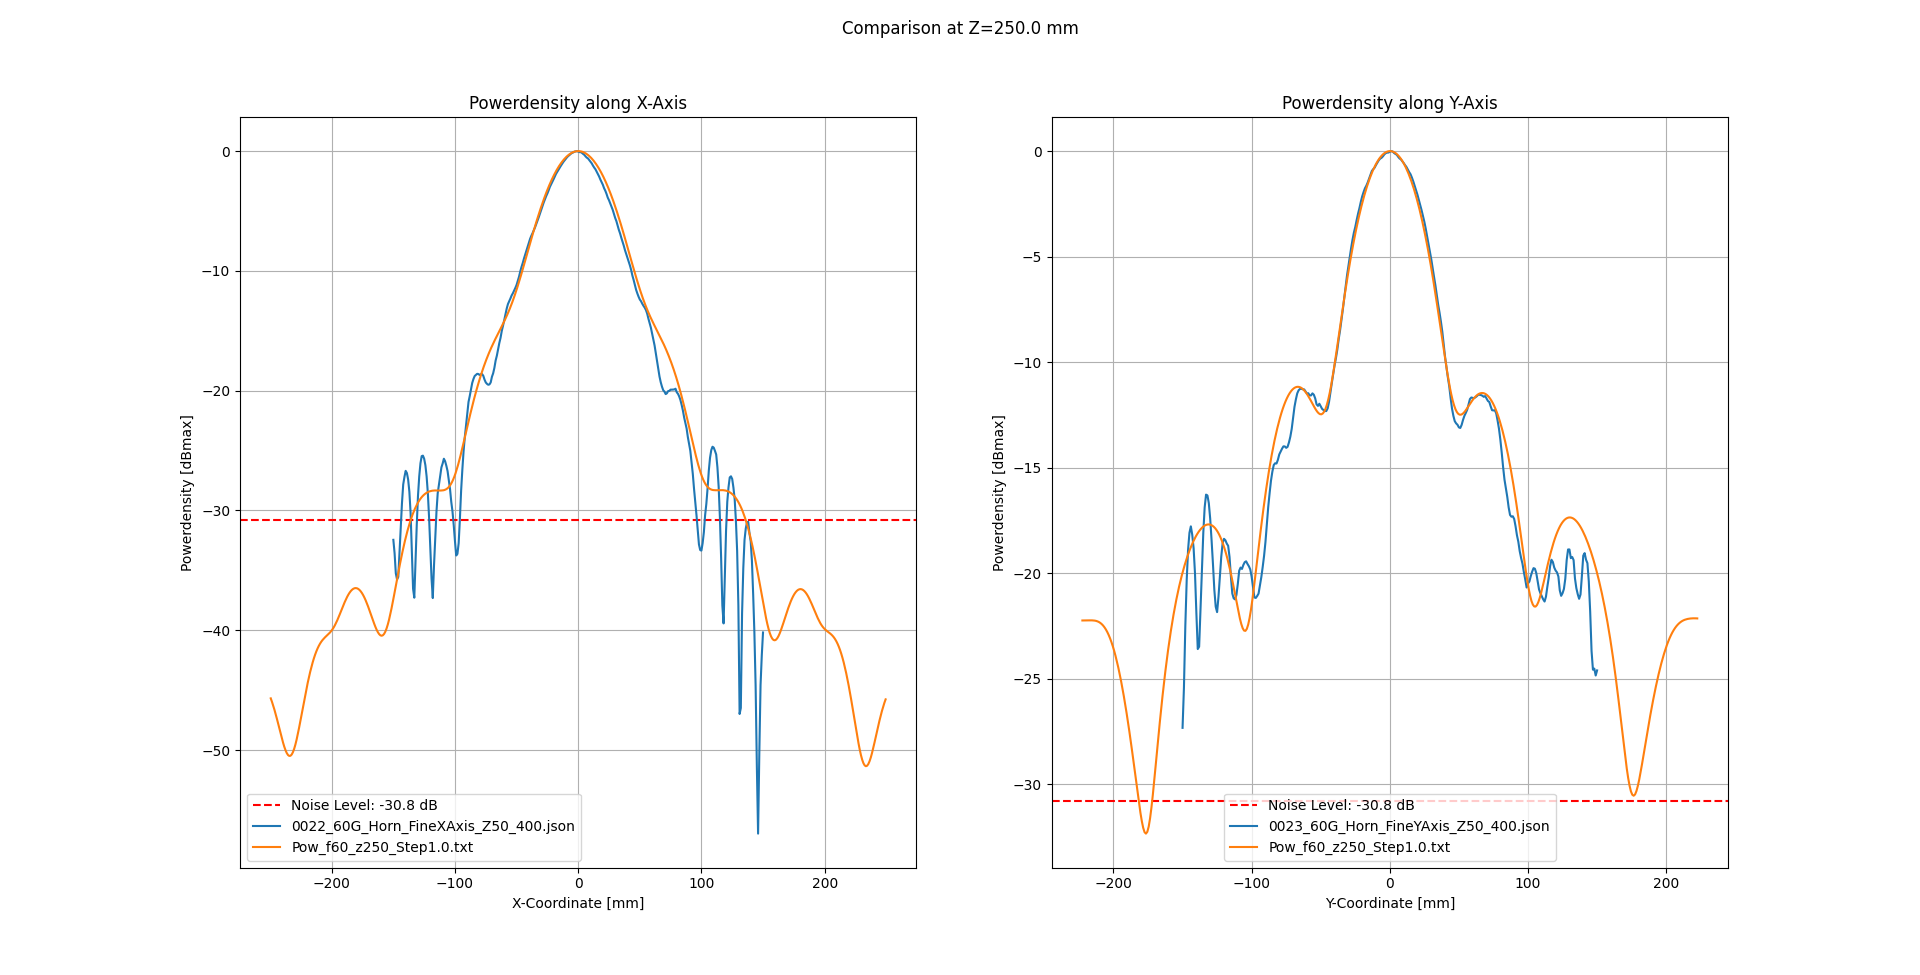 Comparison at Z=250.0 mm
Powerdensity along X-Axis
Powerdensity [dBmax]
0
−10
−20
−30
−40
−50
Noise Level: -30.8 dB
0022_60G_Horn_FineXAxis_Z50_400.json
Pow_f60_z250_Step1.0.txt
−200
−100
0
100
200
X-Coordinate [mm]
Powerdensity along Y-Axis
Powerdensity [dBmax]
0
−5
−10
−15
−20
−25
−30
Noise Level: -30.8 dB
0023_60G_Horn_FineYAxis_Z50_400.json
Pow_f60_z250_Step1.0.txt
−200
−100
0
100
200
Y-Coordinate [mm]